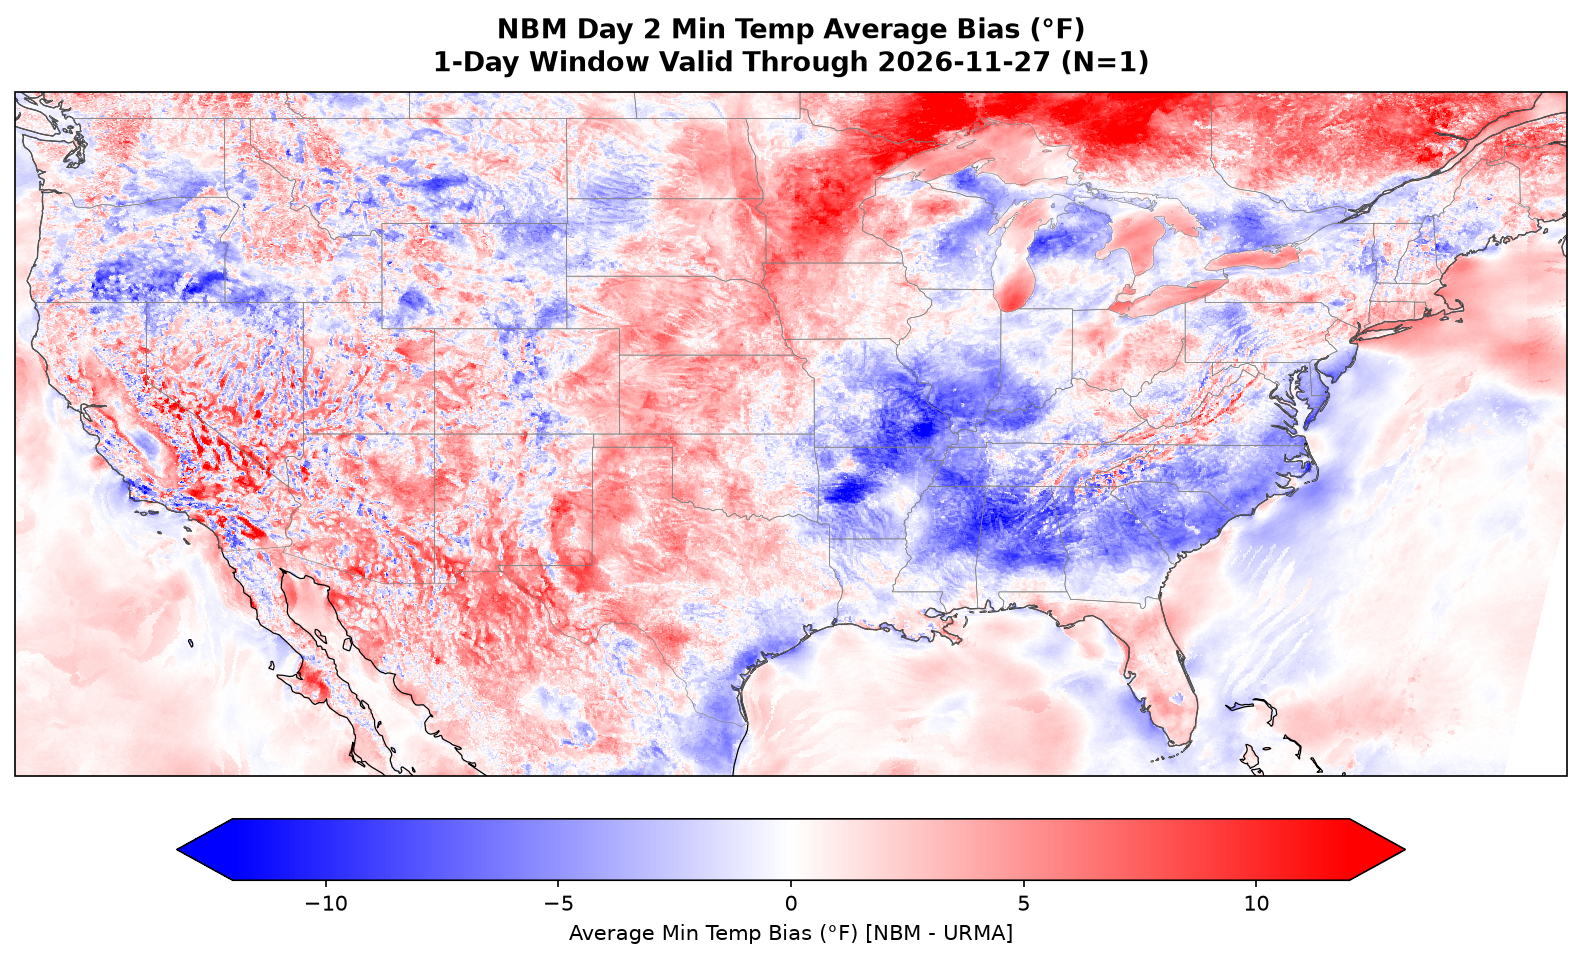 NBM Day 2 Min Temp Average Bias (°F)
1-Day Window Valid Through 2026-11-27 (N=1)
−10 −5 0 5 10
Average Min Temp Bias (°F) [NBM - URMA]